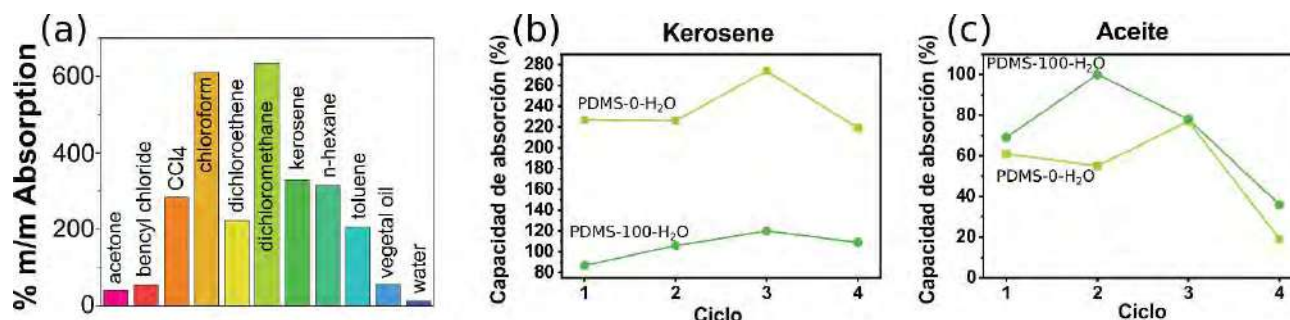 (a)
% m/m Absorption
600
400
200
0
acetone
bencyl chloride
CCl₄
chloroform
dichloroethene
dichloromethane
kerosene
n-hexane
toluene
vegetal oil
water
(b)
Kerosene
Capacidad de absorción (%)
280
260
240
220
200
180
160
140
120
100
80
PDMS-0-H₂O
PDMS-100-H₂O
1 2 3 4
Ciclo
(c)
Aceite
Capacidad de absorción (%)
100
80
60
40
20
0
PDMS-100-H₂O
PDMS-0-H₂O
1 2 3 4
Ciclo